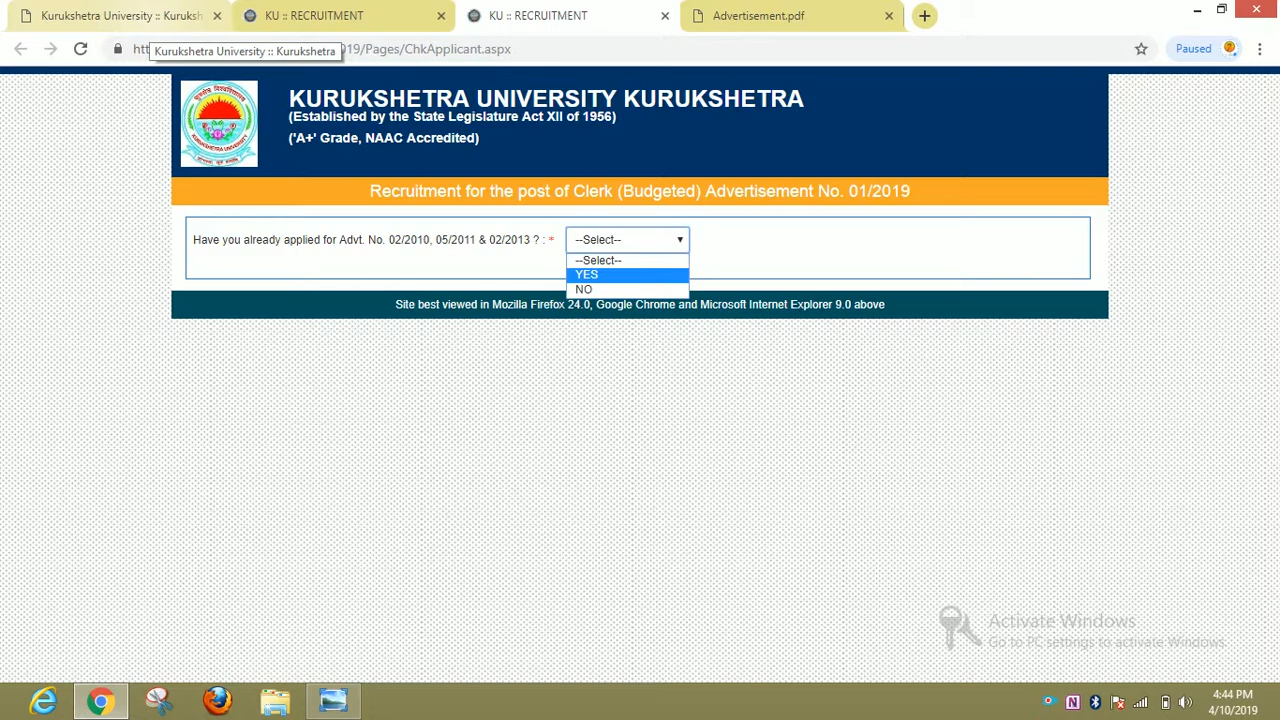 Kurukshetra University :: Kuruksh
KU :: RECRUITMENT
KU :: RECRUITMENT
Advertisement.pdf
htt
Kurukshetra University :: Kurukshetra
019/Pages/ChkApplicant.aspx
Paused
KURUKSHETRA UNIVERSITY KURUKSHETRA
(Established by the State Legislature Act XII of 1956)
('A+' Grade, NAAC Accredited)
Recruitment for the post of Clerk (Budgeted) Advertisement No. 01/2019
Have you already applied for Advt. No. 02/2010, 05/2011 & 02/2013 ? : *
--Select--
--Select--
YES
NO
Site best viewed in Mozilla Firefox 24.0, Google Chrome and Microsoft Internet Explorer 9.0 above
Activate Windows
Go to PC settings to activate Windows.
4:44 PM
4/10/2019